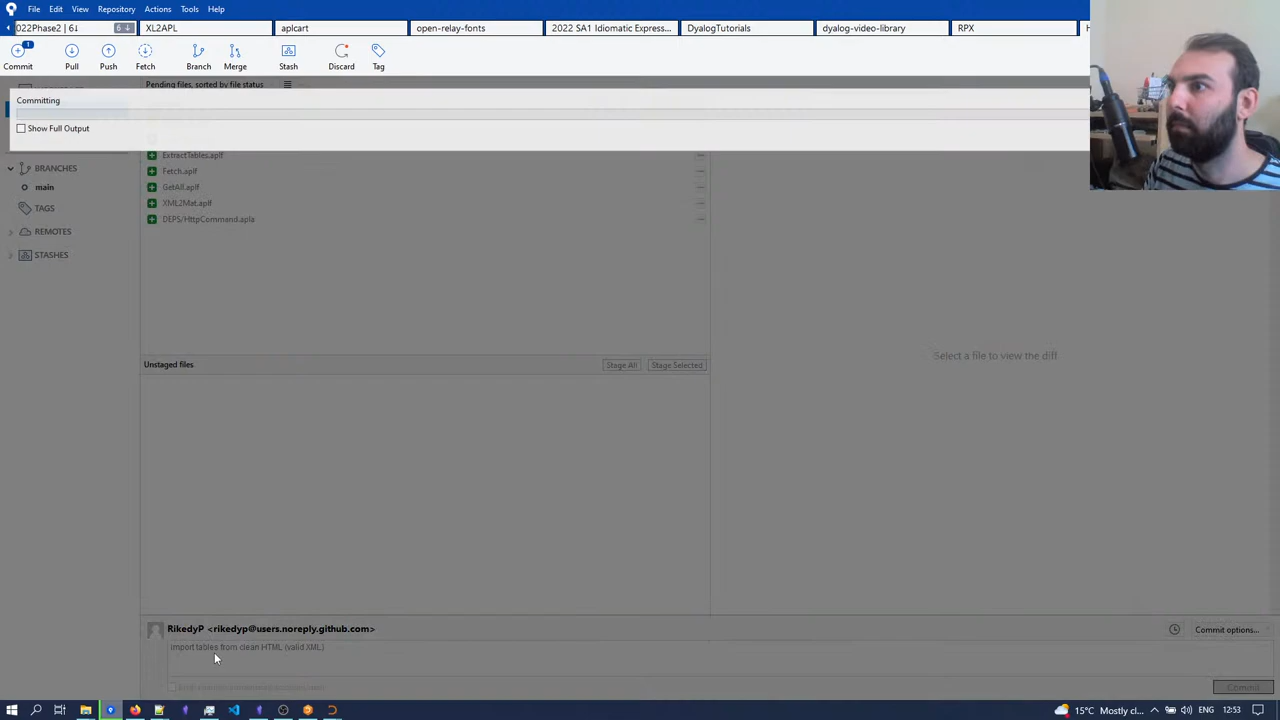 File Edit View Repository Actions Tools Help
022Phase2 | 6↓ 6↓ XL2APL aplcart open-relay-fonts 2022 SA1 Idiomatic Express... DyalogTutorials dyalog-video-library RPX
1
Commit Pull Push Fetch Branch Merge Stash Discard Tag
Pending files, sorted by file status
Committing
Show Full Output
ExtractTables.aplf
BRANCHES
Fetch.aplf
main
GetAll.aplf
XML2Mat.aplf
TAGS
DEPS/HttpCommand.apla
REMOTES
STASHES
Select a file to view the diff
Unstaged files Stage All Stage Selected
RikedyP <rikedyp@users.noreply.github.com> Commit options...
import tables from clean HTML (valid XML)
Commit
15°C Mostly cl... ENG 12:53